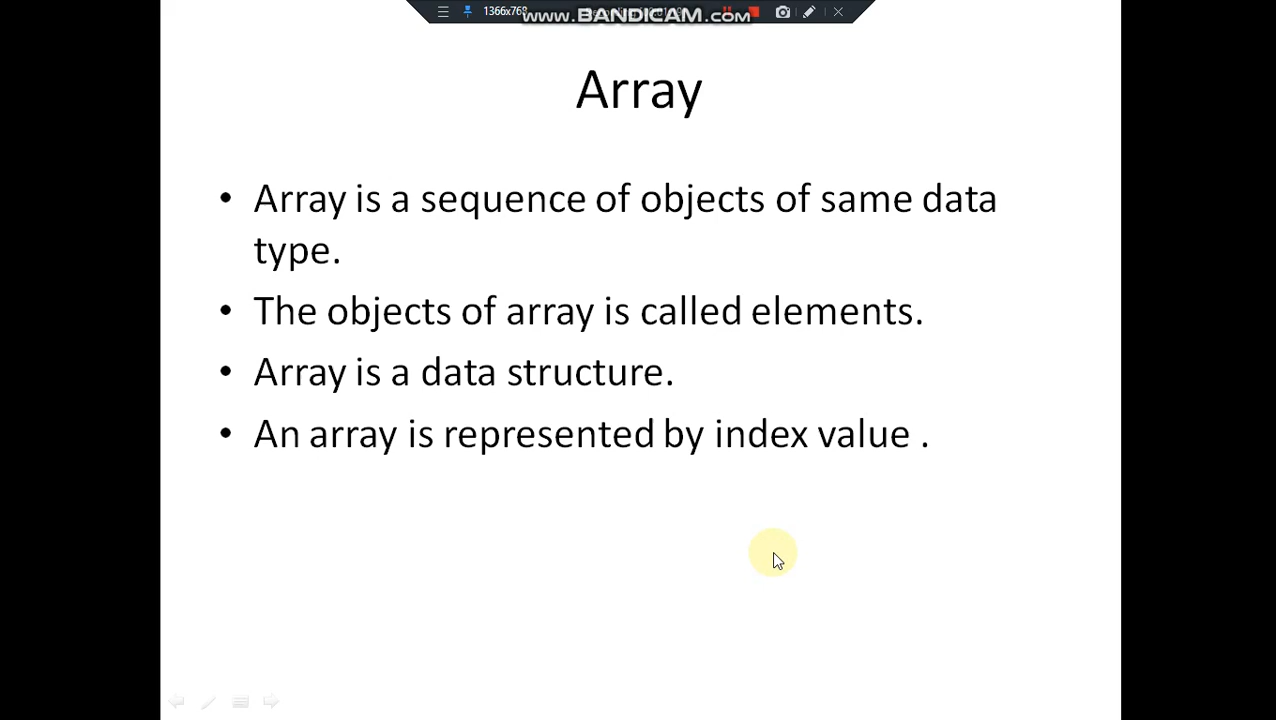 1366x768
www.BANDICAM.com
Array
• Array is a sequence of objects of same data
type.
• The objects of array is called elements.
• Array is a data structure.
• An array is represented by index value .